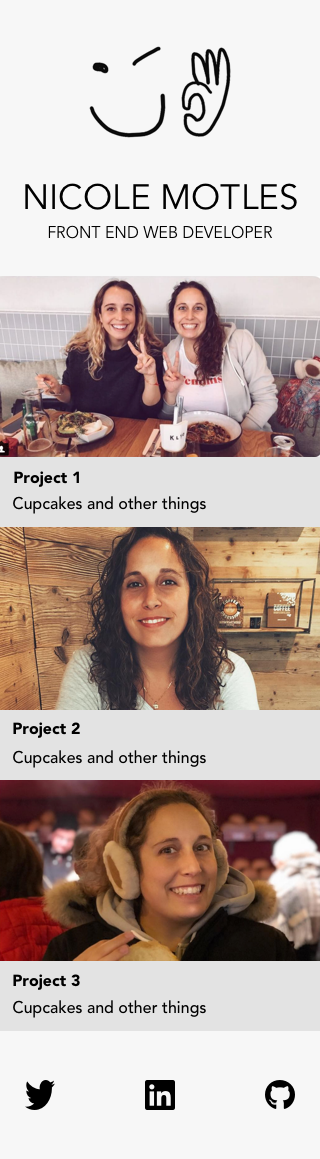 NICOLE MOTLES
FRONT END WEB DEVELOPER
Project 1
Cupcakes and other things
Project 2
Cupcakes and other things
Project 3
Cupcakes and other things
in